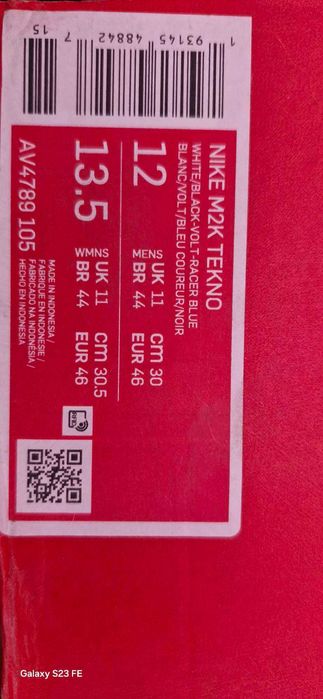 1 93145 48842 7
15
NIKE M2K TEKNO
WHITE/BLACK-VOLT-RACER BLUE
BLANC/VOLT/BLEU COUREUR/NOIR
12
MENS UK 11 cm 30
BR 44 EUR 46
13.5
WMNS UK 11 cm 30.5
BR 44 EUR 46
AV4789 105
MADE IN INDONESIA /
FABRIQUÉ EN INDONESIE /
FABRICADO NA INDONÉSIA /
HECHO EN INDONESIA
Galaxy S23 FE